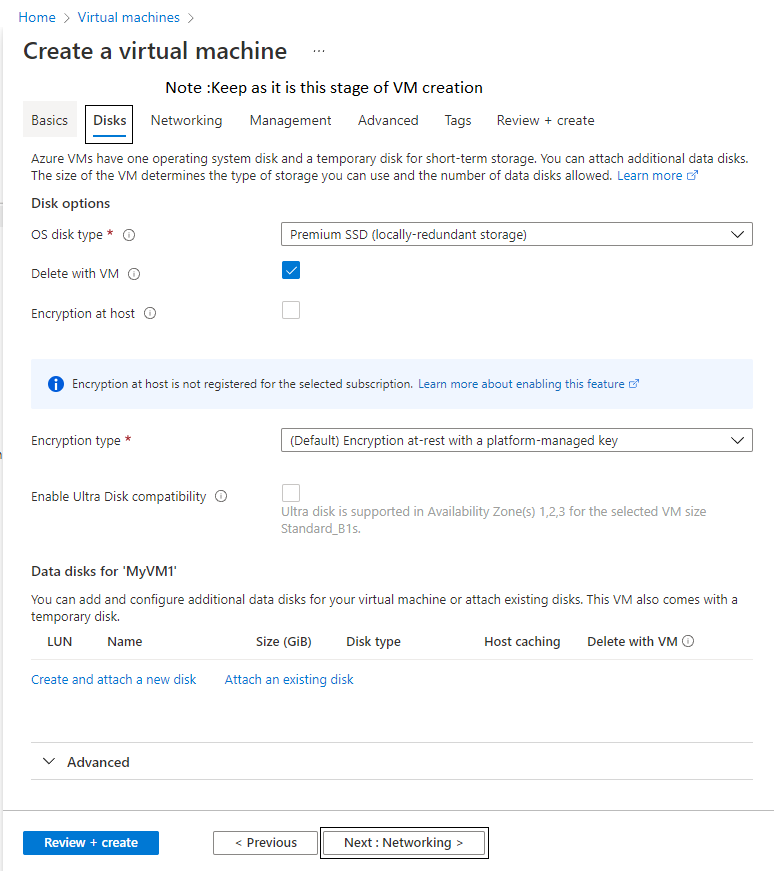 Home > Virtual machines >
Create a virtual machine ...
Note :Keep as it is this stage of VM creation
Basics Disks Networking Management Advanced Tags Review + create
Azure VMs have one operating system disk and a temporary disk for short-term storage. You can attach additional data disks.
The size of the VM determines the type of storage you can use and the number of data disks allowed. Learn more
Disk options
OS disk type * Premium SSD (locally-redundant storage)
Delete with VM
Encryption at host
Encryption at host is not registered for the selected subscription. Learn more about enabling this feature
Encryption type * (Default) Encryption at-rest with a platform-managed key
Enable Ultra Disk compatibility
Ultra disk is supported in Availability Zone(s) 1,2,3 for the selected VM size
Standard_B1s.
Data disks for 'MyVM1'
You can add and configure additional data disks for your virtual machine or attach existing disks. This VM also comes with a
temporary disk.
LUN Name Size (GiB) Disk type Host caching Delete with VM
Create and attach a new disk Attach an existing disk
Advanced
Review + create < Previous Next : Networking >